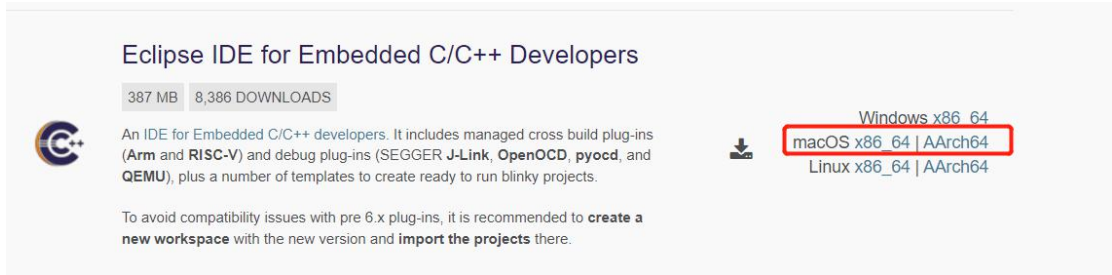 Eclipse IDE for Embedded C/C++ Developers
387 MB 8,386 DOWNLOADS
An IDE for Embedded C/C++ developers. It includes managed cross build plug-ins
(Arm and RISC-V) and debug plug-ins (SEGGER J-Link, OpenOCD, pyocd, and
QEMU), plus a number of templates to create ready to run blinky projects.
To avoid compatibility issues with pre 6.x plug-ins, it is recommended to create a
new workspace with the new version and import the projects there.
Windows x86_64
macOS x86_64 | AArch64
Linux x86_64 | AArch64
C++